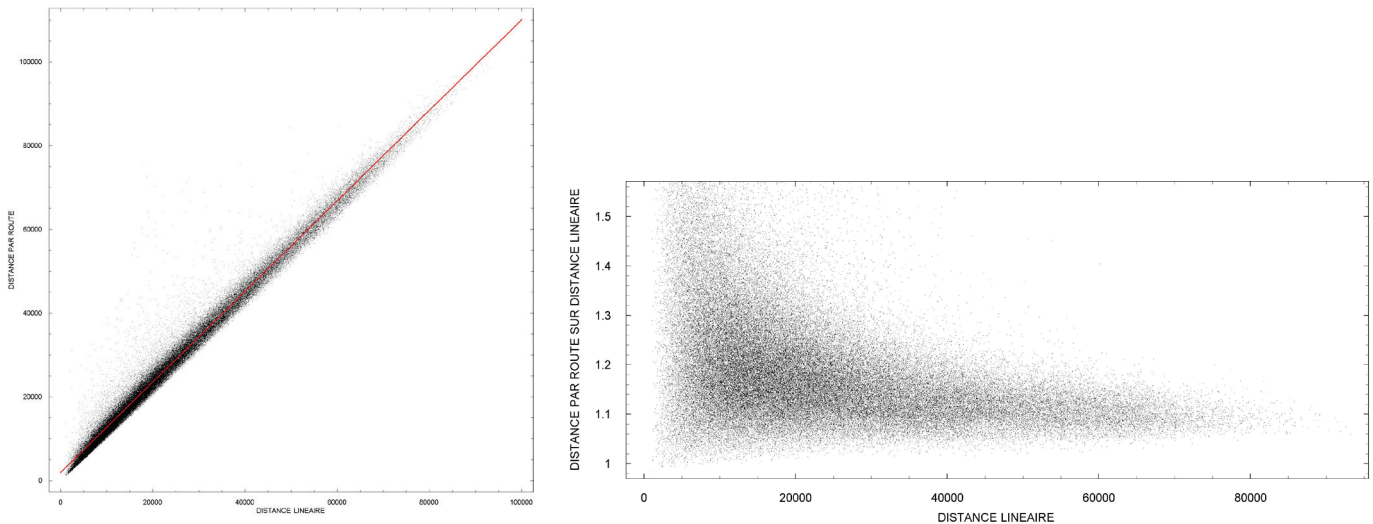 100000
80000
60000
40000
20000
0
DISTANCE PAR ROUTE
0 20000 40000 60000 80000 100000
DISTANCE LINEAIRE
1.5
1.4
1.3
1.2
1.1
1
DISTANCE PAR ROUTE SUR DISTANCE LINEAIRE
0 20000 40000 60000 80000
DISTANCE LINEAIRE